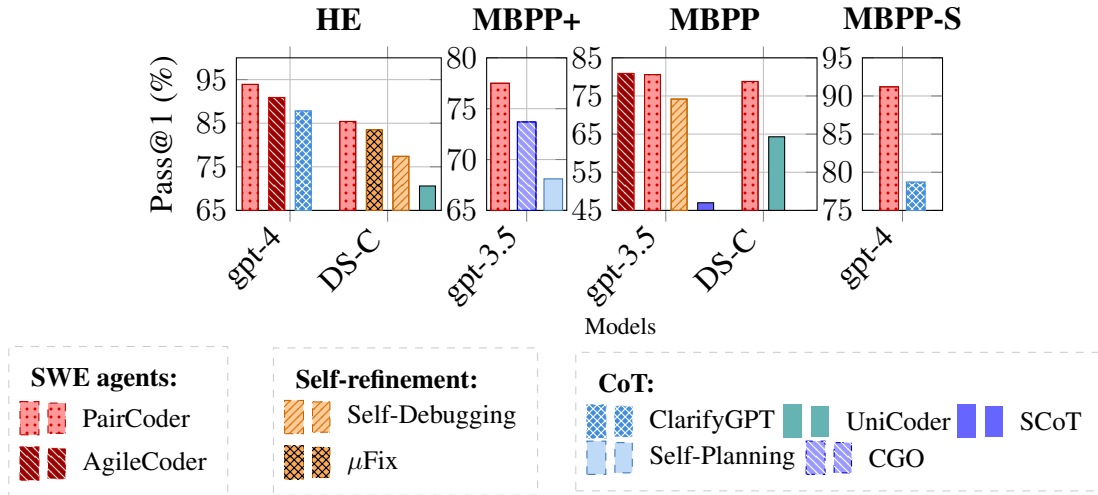 HE MBPP+ MBPP MBPP-S
Pass@1 (%)
95
85
75
65
80
75
70
65
85
75
65
55
45
95
90
85
80
75
gpt-4 DS-C gpt-3.5 gpt-3.5 DS-C gpt-4
Models
SWE agents:
PairCoder
AgileCoder
Self-refinement:
Self-Debugging
μFix
CoT:
ClarifyGPT UniCoder SCoT
Self-Planning CGO